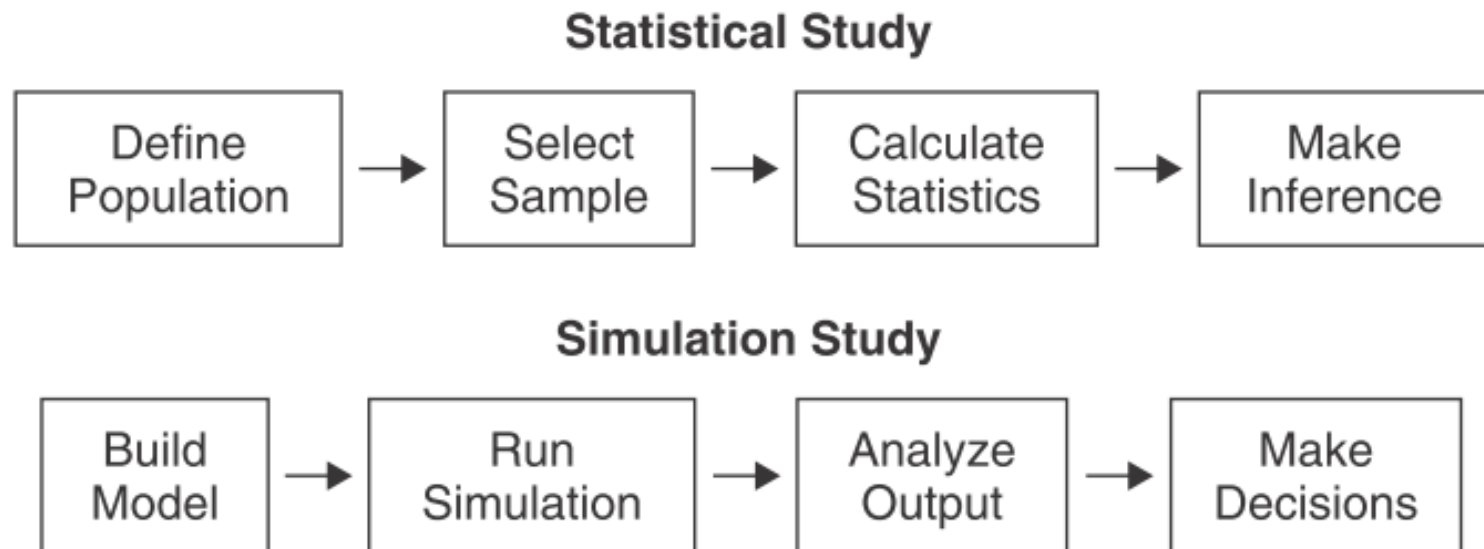 Statistical Study
Define
Population
Select
Sample
Calculate
Statistics
Make
Inference
Simulation Study
Build
Model
Run
Simulation
Analyze
Output
Make
Decisions